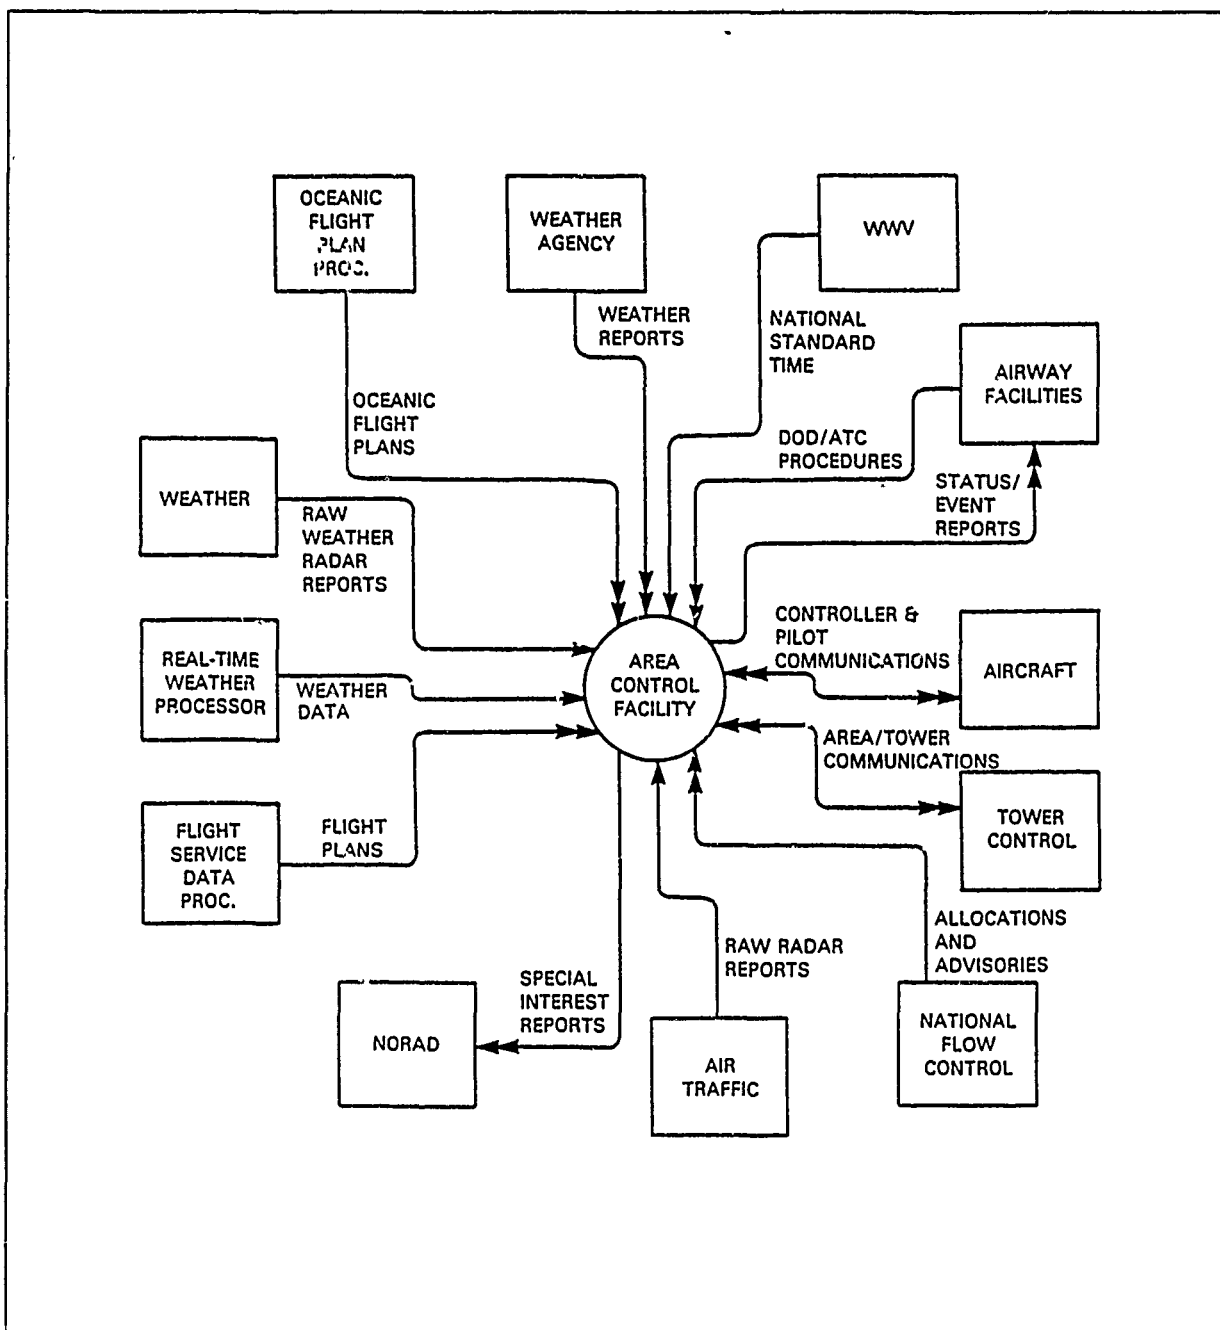 OCEANIC
FLIGHT
PLAN
PROC.
WEATHER
AGENCY
WWV
WEATHER
REPORTS
NATIONAL
STANDARD
TIME
AIRWAY
FACILITIES
OCEANIC
FLIGHT
PLANS
DOD/ATC
PROCEDURES
STATUS/
EVENT
REPORTS
WEATHER
RAW
WEATHER
RADAR
REPORTS
CONTROLLER &
PILOT
COMMUNICATIONS
AIRCRAFT
REAL-TIME
WEATHER
PROCESSOR
WEATHER
DATA
AREA
CONTROL
FACILITY
AREA/TOWER
COMMUNICATIONS
TOWER
CONTROL
FLIGHT
SERVICE
DATA
PROC.
FLIGHT
PLANS
ALLOCATIONS
AND
ADVISORIES
RAW RADAR
REPORTS
SPECIAL
INTEREST
REPORTS
NORAD
AIR
TRAFFIC
NATIONAL
FLOW
CONTROL